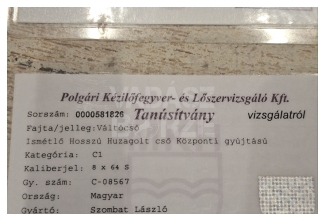 Polgári Kézilőfegyver- és Lőszervizsgáló Kft.
Sorszám: 0000581826 Tanúsítvány vizsgálatról
Fajta/jelleg:Váltócső
Ismétlő Hosszú Huzagolt cső Központi gyújtású
Kategória: C1
Kaliberjel: 8 x 64 S
Gy. szám: C-08567
Ország: Magyar
Gyártó: Szombat László